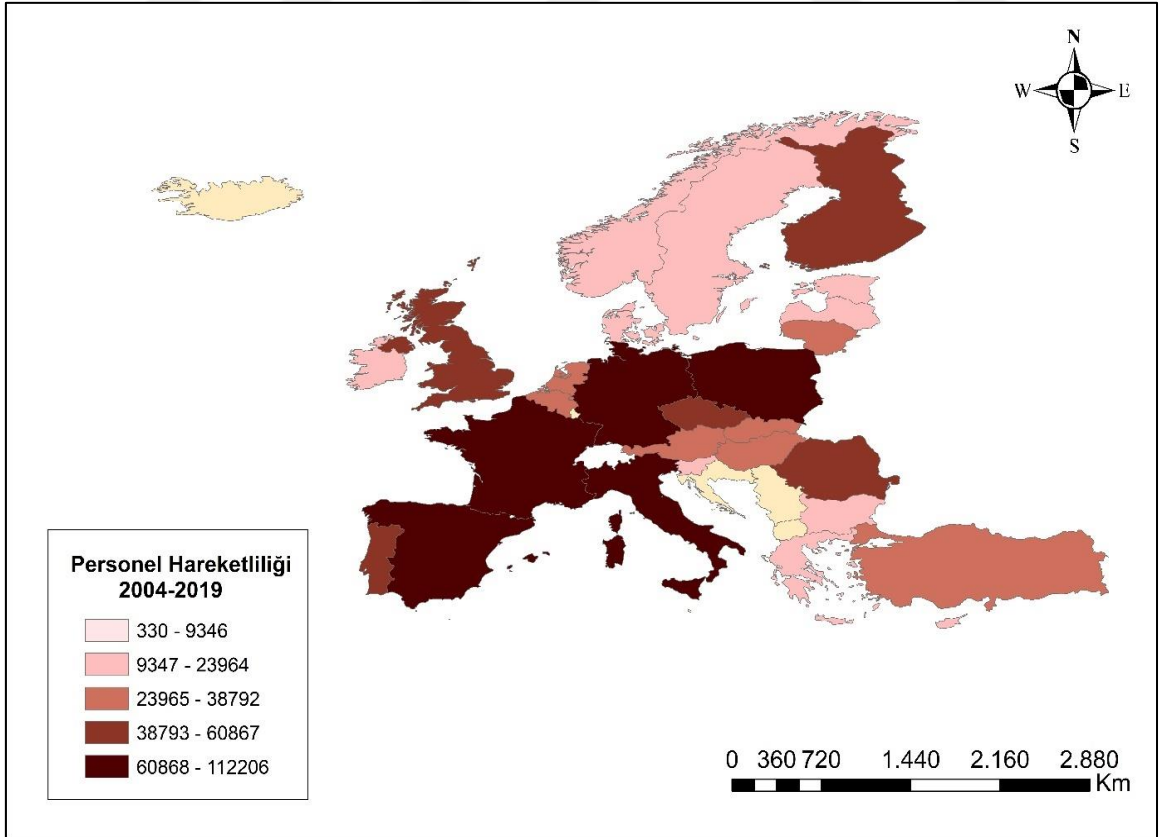 N
W E
S
Personel Hareketliliği
2004-2019
330 - 9346
9347 - 23964
23965 - 38792
38793 - 60867
60868 - 112206
0 360 720 1.440 2.160 2.880
Km